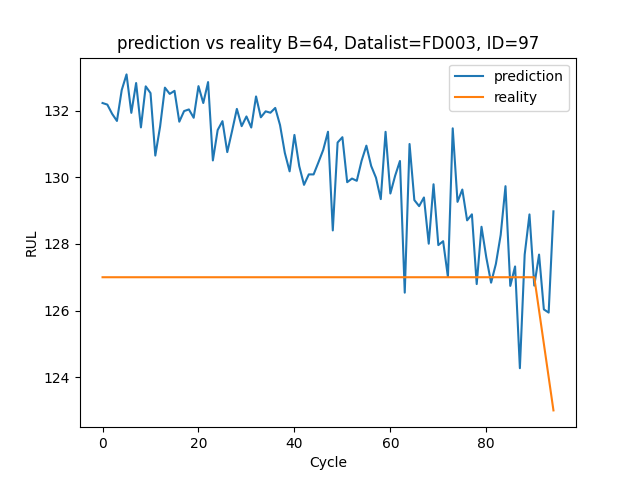 prediction vs reality B=64, Datalist=FD003, ID=97
prediction
reality
RUL
132
130
128
126
124
0 20 40 60 80
Cycle